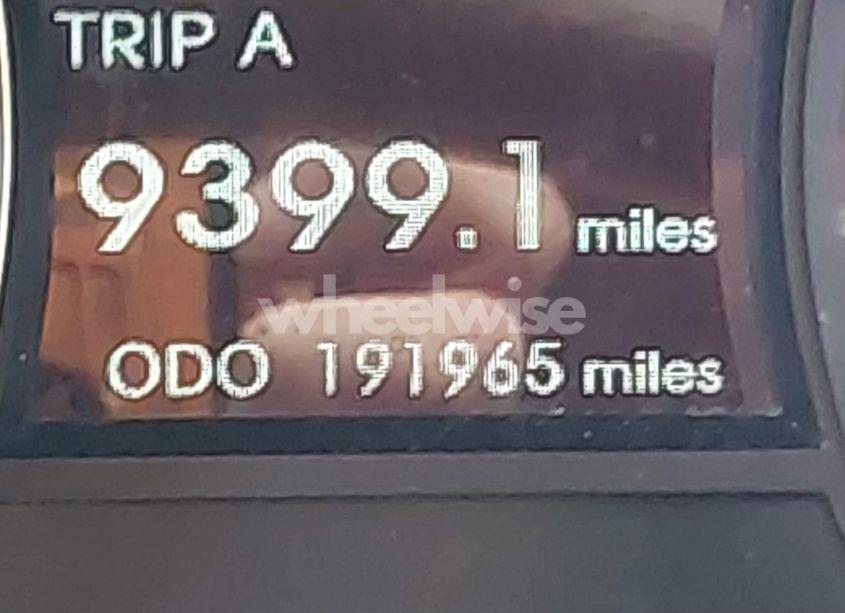 TRIP A
9399.1 miles
wheelwise
ODO 191965 miles